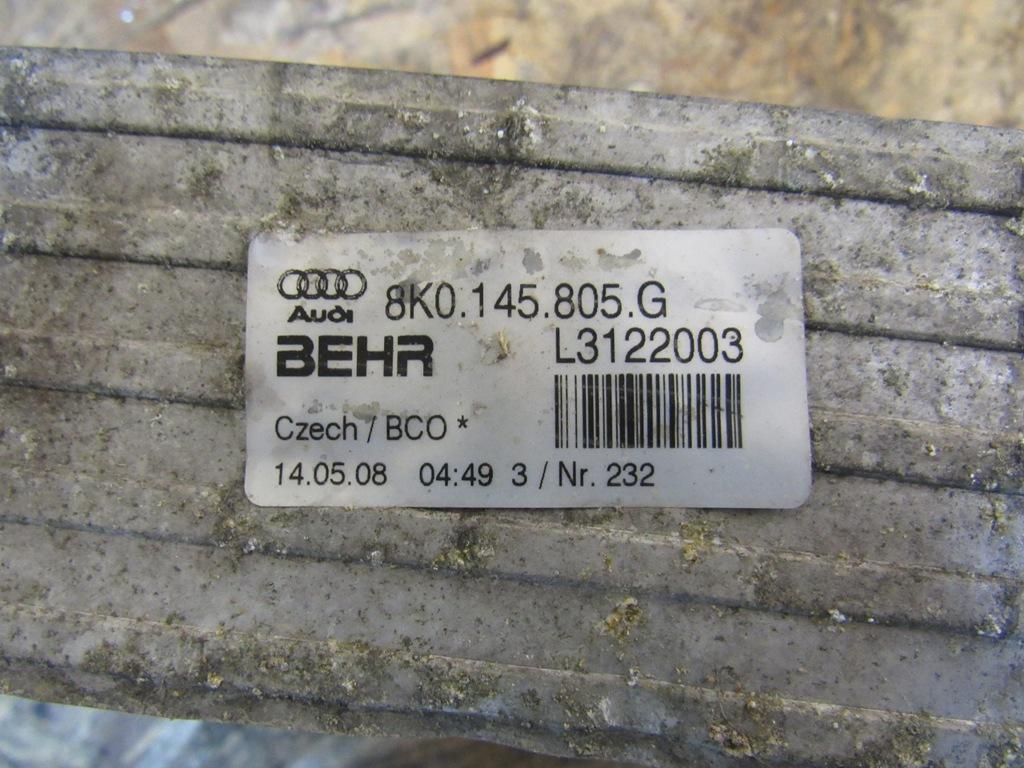 Audi 8K0.145.805.G
BEHR L3122003
Czech / BCO *
14.05.08 04:49 3 / Nr. 232